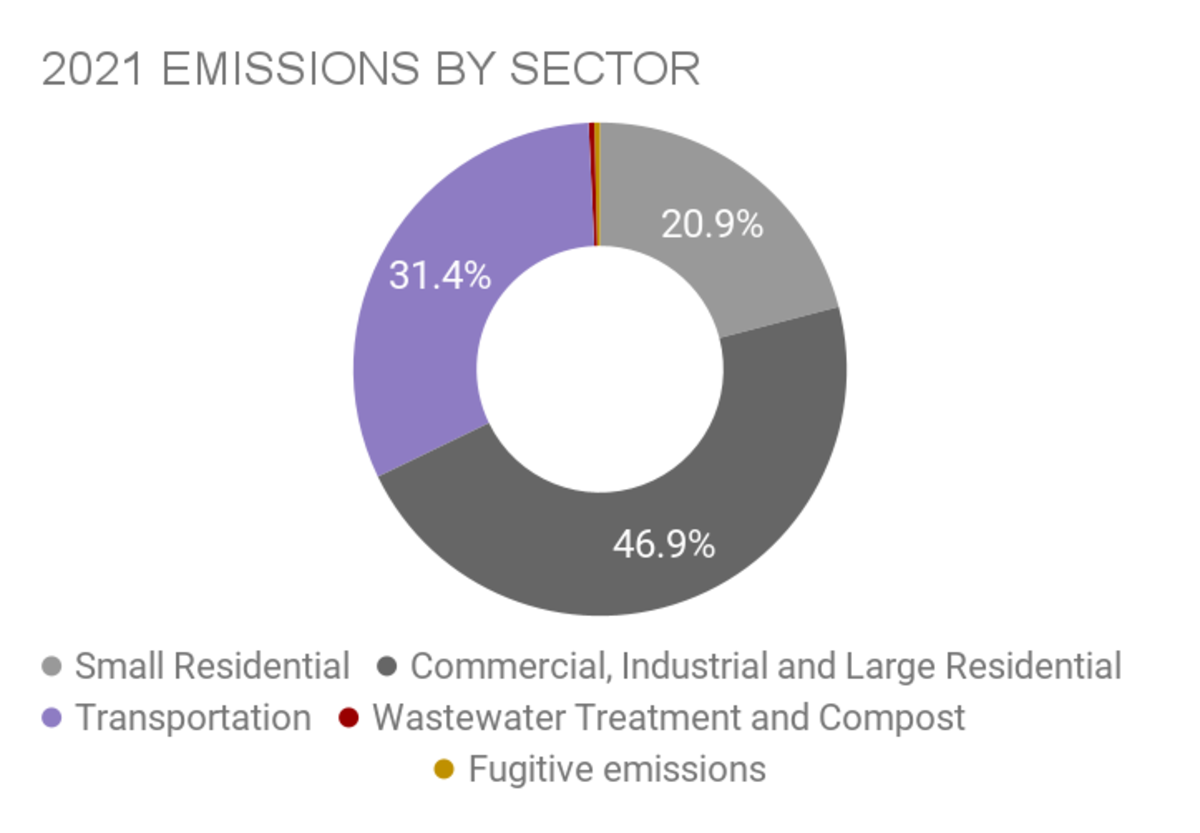 2021 EMISSIONS BY SECTOR
20.9%
31.4%
46.9%
Small Residential Commercial, Industrial and Large Residential
Transportation Wastewater Treatment and Compost
Fugitive emissions